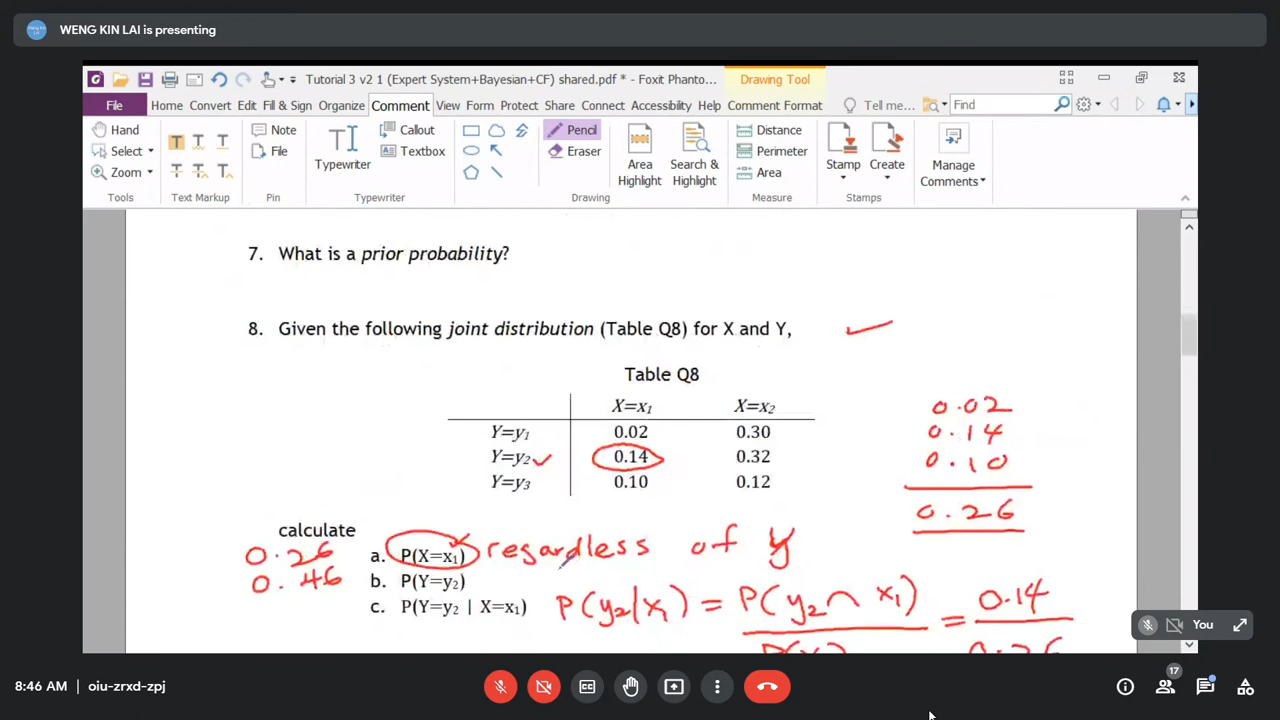 WENG KIN LAI is presenting
Tutorial 3 v2 1 (Expert System+Bayesian+CF) shared.pdf * - Foxit Phanto...
Drawing Tool
File Home Convert Edit Fill & Sign Organize Comment View Form Protect Share Connect Accessibility Help Comment Format Tell me... Find
Hand
Select
Zoom
Tools
T T T
T T T
Text Markup
Note
File
Pin
Typewriter
Callout
Textbox
Typewriter
Pencil
Eraser
Area Highlight
Search & Highlight
Drawing
Distance
Perimeter
Area
Measure
Stamp
Create
Stamps
Manage Comments
7. What is a prior probability?
8. Given the following joint distribution (Table Q8) for X and Y,
Table Q8
X=x1 X=x2
Y=y1 0.02 0.30
Y=y2 0.14 0.32
Y=y3 0.10 0.12
0.02
0.14
0.10
0.26
calculate
0.26 a. P(X=x1) regardless of Y
0.46 b. P(Y=y2)
c. P(Y=y2 | X=x1) P(y2|x1) = P(y2∩x1) = 0.14
0.26
You
8:46 AM oiu-zrxd-zpj
17